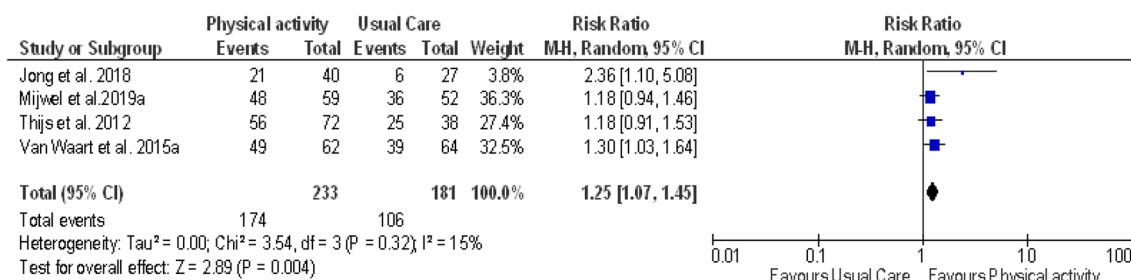 Physical activity Usual Care Risk Ratio Risk Ratio
Study or Subgroup Events Total Events Total Weight M-H, Random, 95% CI M-H, Random, 95% CI
Jong et al. 2018 21 40 6 27 3.8% 2.36 [1.10, 5.08]
Mijwel et al.2019a 48 59 36 52 36.3% 1.18 [0.94, 1.46]
Thijs et al. 2012 56 72 25 38 27.4% 1.18 [0.91, 1.53]
Van Waart et al. 2015a 49 62 39 64 32.5% 1.30 [1.03, 1.64]
Total (95% CI) 233 181 100.0% 1.25 [1.07, 1.45]
Total events 174 106
Heterogeneity: Tau² = 0.00; Chi² = 3.54, df = 3 (P = 0.32); I² = 15%
Test for overall effect: Z = 2.89 (P = 0.004)
0.01 0.1 1 10 100
Favours Usual Care Favours Physical activity